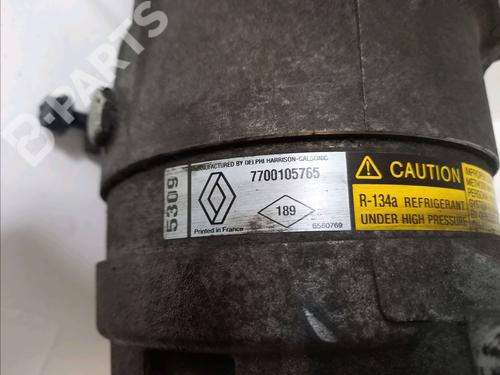 B-PARTS
MANUFACTURED BY DELPHI HARRISON-CALSONIC
5309
7700105765
189
Printed in France
6560769
CAUTION
R-134a REFRIGERANT
UNDER HIGH PRESSURE